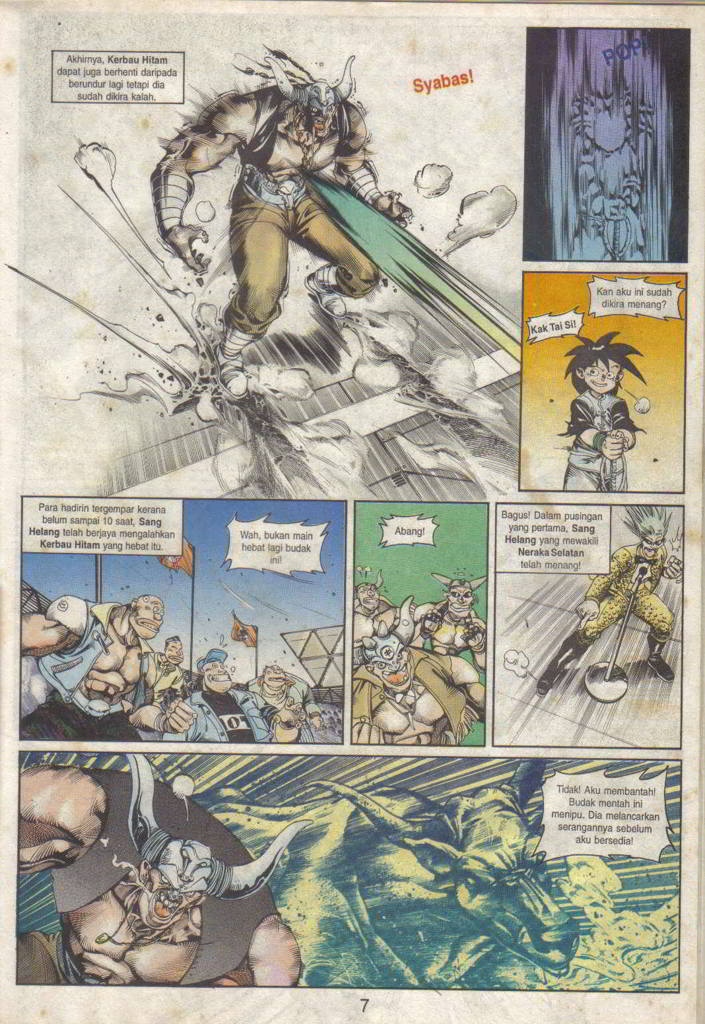 Akhirnya, Kerbau Hitam
dapat juga berhenti daripada
berundur lagi tetapi dia
sudah dikira kalah.
Syabas!
POP!
Kan aku ini sudah
dikira menang?
Kak Tai Si!
Para hadirin tergempar kerana
belum sampai 10 saat, Sang
Helang telah berjaya mengalahkan
Kerbau Hitam yang hebat itu.
Wah, bukan main
hebat lagi budak
ini!
Abang!
Bagus! Dalam pusingan
yang pertama, Sang
Helang yang mewakili
Neraka Selatan
telah menang!
Tidak! Aku membantah!
Budak mentah ini
menipu. Dia melancarkan
serangannya sebelum
aku bersedia!
7